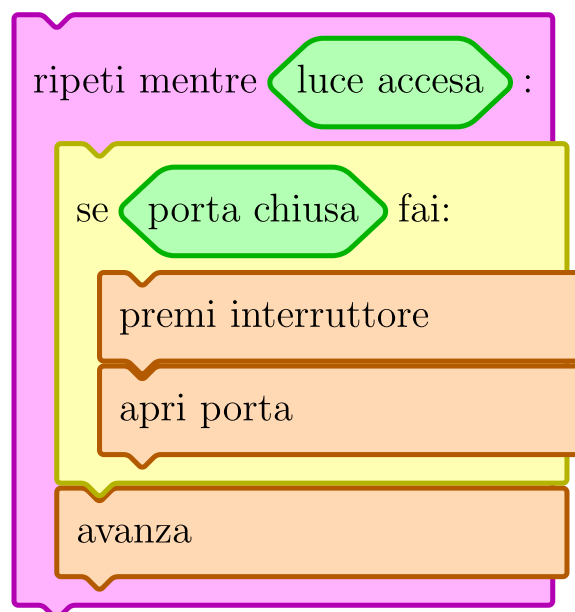 ripeti mentre luce accesa :
se porta chiusa fai:
premi interruttore
apri porta
avanza